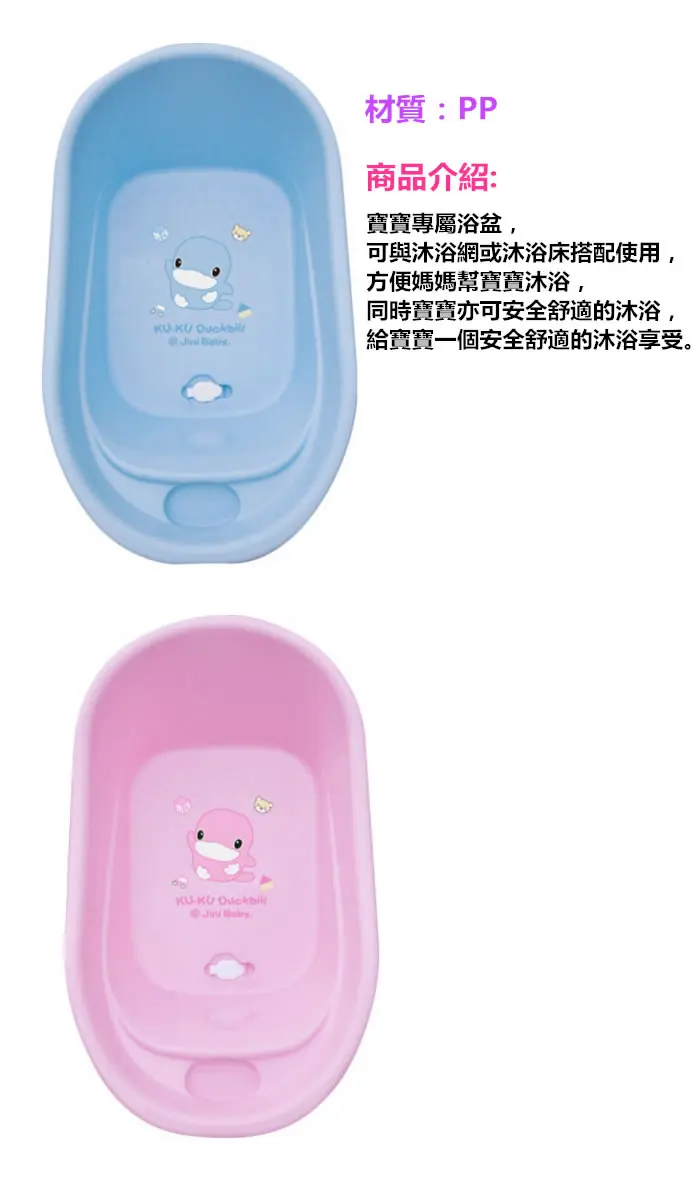 材質：PP
商品介紹:
寶寶專屬浴盆，
可與沐浴網或沐浴床搭配使用，
方便媽媽幫寶寶沐浴，
同時寶寶亦可安全舒適的沐浴，
給寶寶一個安全舒適的沐浴享受。
KU-KU Duckbill
@ Jini Baby.
KU-KU Duckbill
@ Jini Baby.